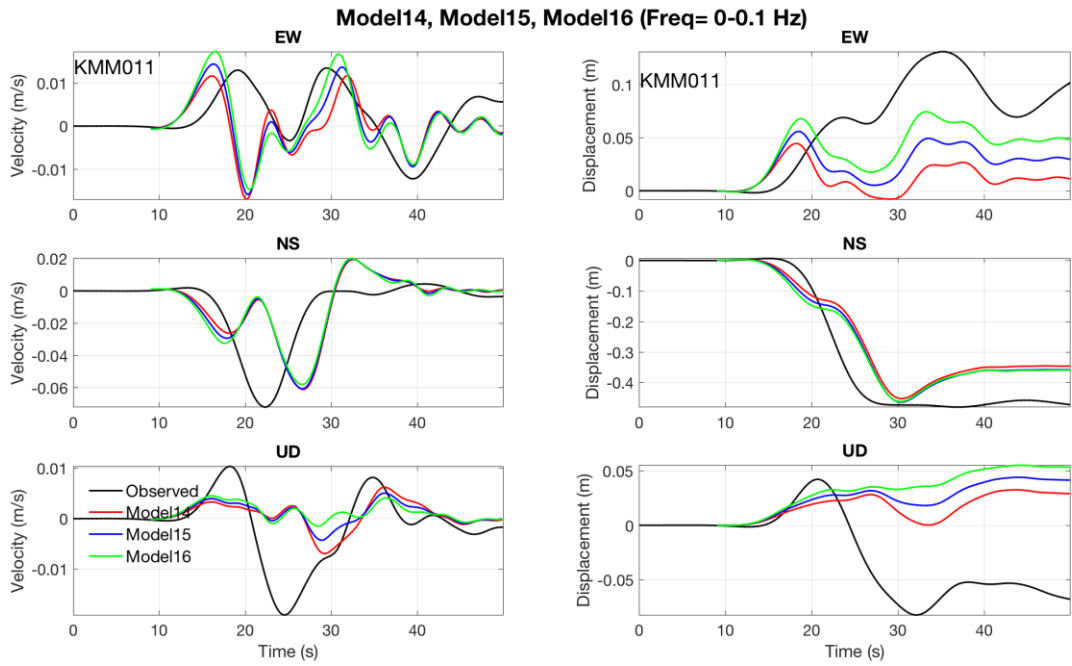 Model14, Model15, Model16 (Freq= 0-0.1 Hz)
EW
KMM011
Velocity (m/s)
0.01
0
-0.01
0 10 20 30 40
EW
KMM011
Displacement (m)
0.1
0.05
0
0 10 20 30 40
NS
Velocity (m/s)
0.02
0
-0.02
-0.04
-0.06
0 10 20 30 40
NS
Displacement (m)
0
-0.1
-0.2
-0.3
-0.4
0 10 20 30 40
UD
Velocity (m/s)
0.01
0
-0.01
Observed
Model14
Model15
Model16
0 10 20 30 40
Time (s)
UD
Displacement (m)
0.05
0
-0.05
0 10 20 30 40
Time (s)